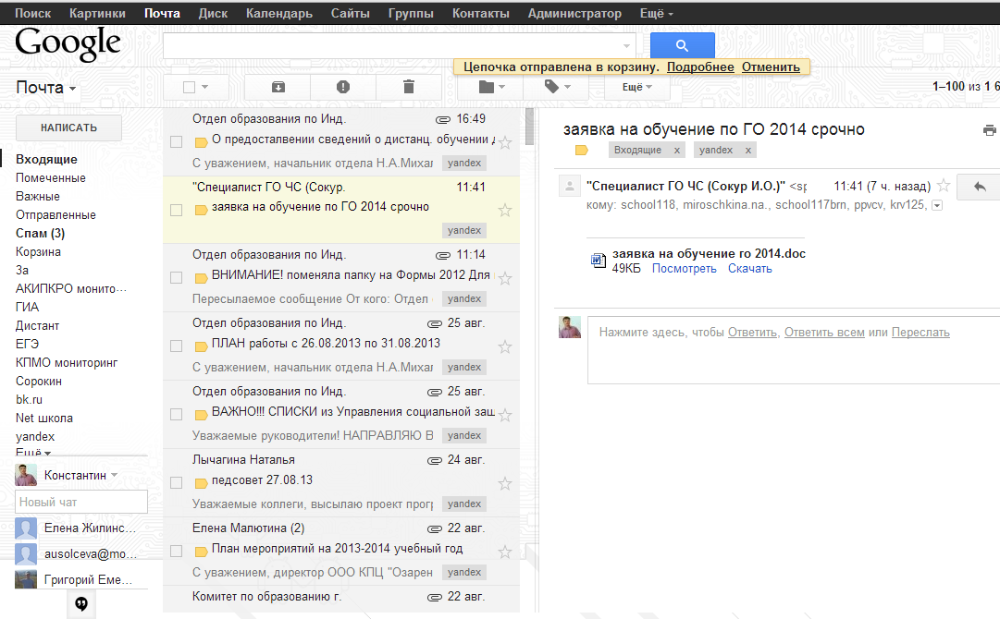 Поиск Картинки Почта Диск Календарь Сайты Группы Контакты Администратор Ещё
Google
Цепочка отправлена в корзину. Подробнее Отменить
Почта
Ещё
1–100 из 1 6
НАПИСАТЬ
Входящие
Помеченные
Важные
Отправленные
Спам (3)
Корзина
За
АКИПКРО монито···
ГИА
Дистант
ЕГЭ
КПМО мониторинг
Сорокин
bk.ru
Net школа
yandex
Ещё
Константин
Новый чат
Елена Жилинс...
ausolceva@mo...
Григорий Еме...
Отдел образования по Инд. 16:49
О предосталвении сведений о дистанц. обучении
С уважением, начальник отдела Н.А.Михал yandex
"Специалист ГО ЧС (Сокур. 11:41
заявка на обучение по ГО 2014 срочно
yandex
Отдел образования по Инд. 11:14
ВНИМАНИЕ! поменяла папку на Формы 2012 Для
Пересылаемое сообщение От кого: Отдел yandex
Отдел образования по Инд. 25 авг.
ПЛАН работы с 26.08.2013 по 31.08.2013
С уважением, начальник отдела Н.А.Михал yandex
Отдел образования по Инд. 25 авг.
ВАЖНО!!! СПИСКИ из Управления социальной защ
Уважаемые руководители! НАПРАВЛЯЮ В yandex
Лычагина Наталья 24 авг.
педсовет 27.08.13
Уважаемые коллеги, высылаю проект прогр yandex
Елена Малютина (2) 22 авг.
План мероприятий на 2013-2014 учебный год
С уважением, директор ООО КПЦ "Озарен yandex
Комитет по образованию г. 22 авг.
заявка на обучение по ГО 2014 срочно
Входящие x yandex x
"Специалист ГО ЧС (Сокур И.О.)" <sp 11:41 (7 ч. назад)
кому: school118, miroschkina.na., school117brn, ppvcv, krv125,
заявка на обучение го 2014.doc
49КБ Посмотреть Скачать
Нажмите здесь, чтобы Ответить, Ответить всем или Переслать